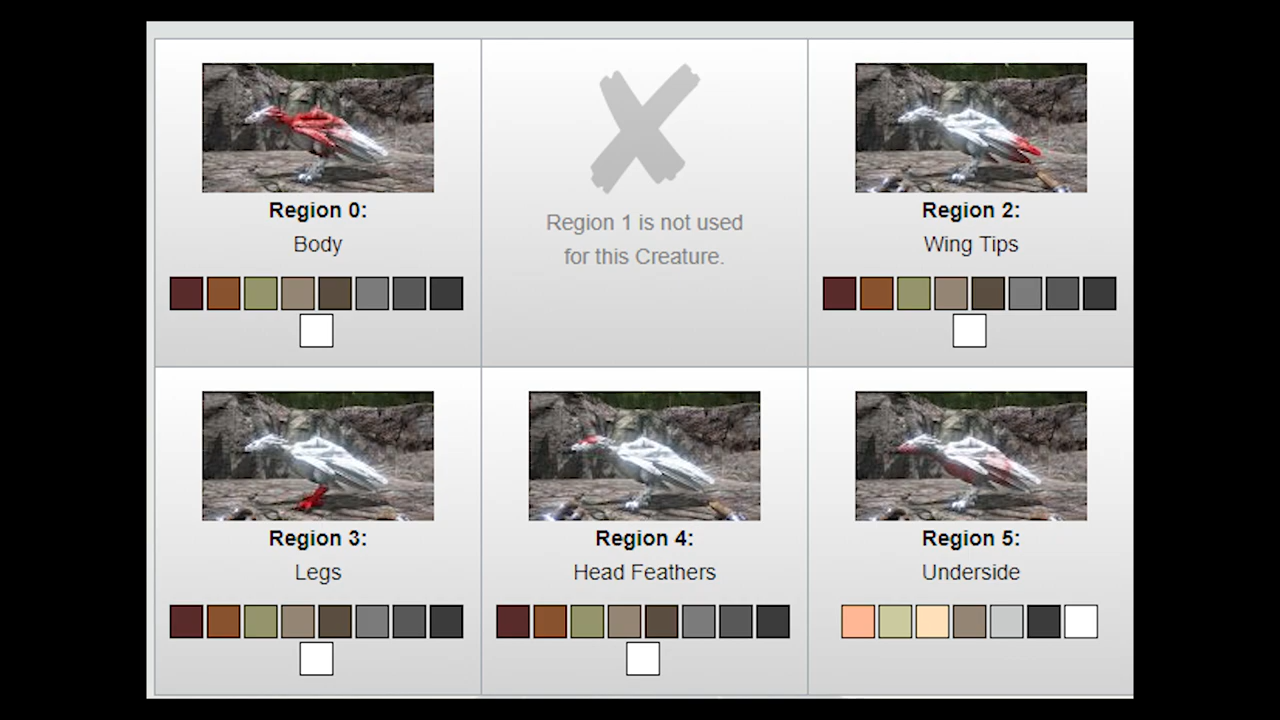 Region 0:
Body
Region 1 is not used
for this Creature.
Region 2:
Wing Tips
Region 3:
Legs
Region 4:
Head Feathers
Region 5:
Underside